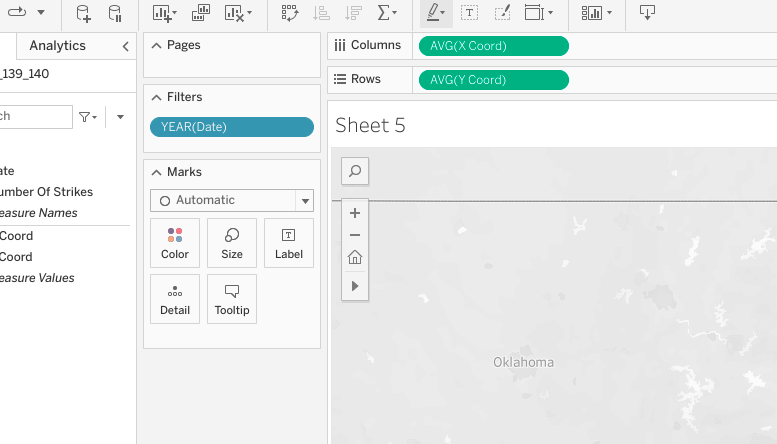 Analytics
_139_140
ch
ate
umber Of Strikes
easure Names
Coord
Coord
easure Values
Pages
Filters
YEAR(Date)
Marks
Automatic
Color
Size
Label
Detail
Tooltip
Columns
AVG(X Coord)
Rows
AVG(Y Coord)
Sheet 5
Oklahoma